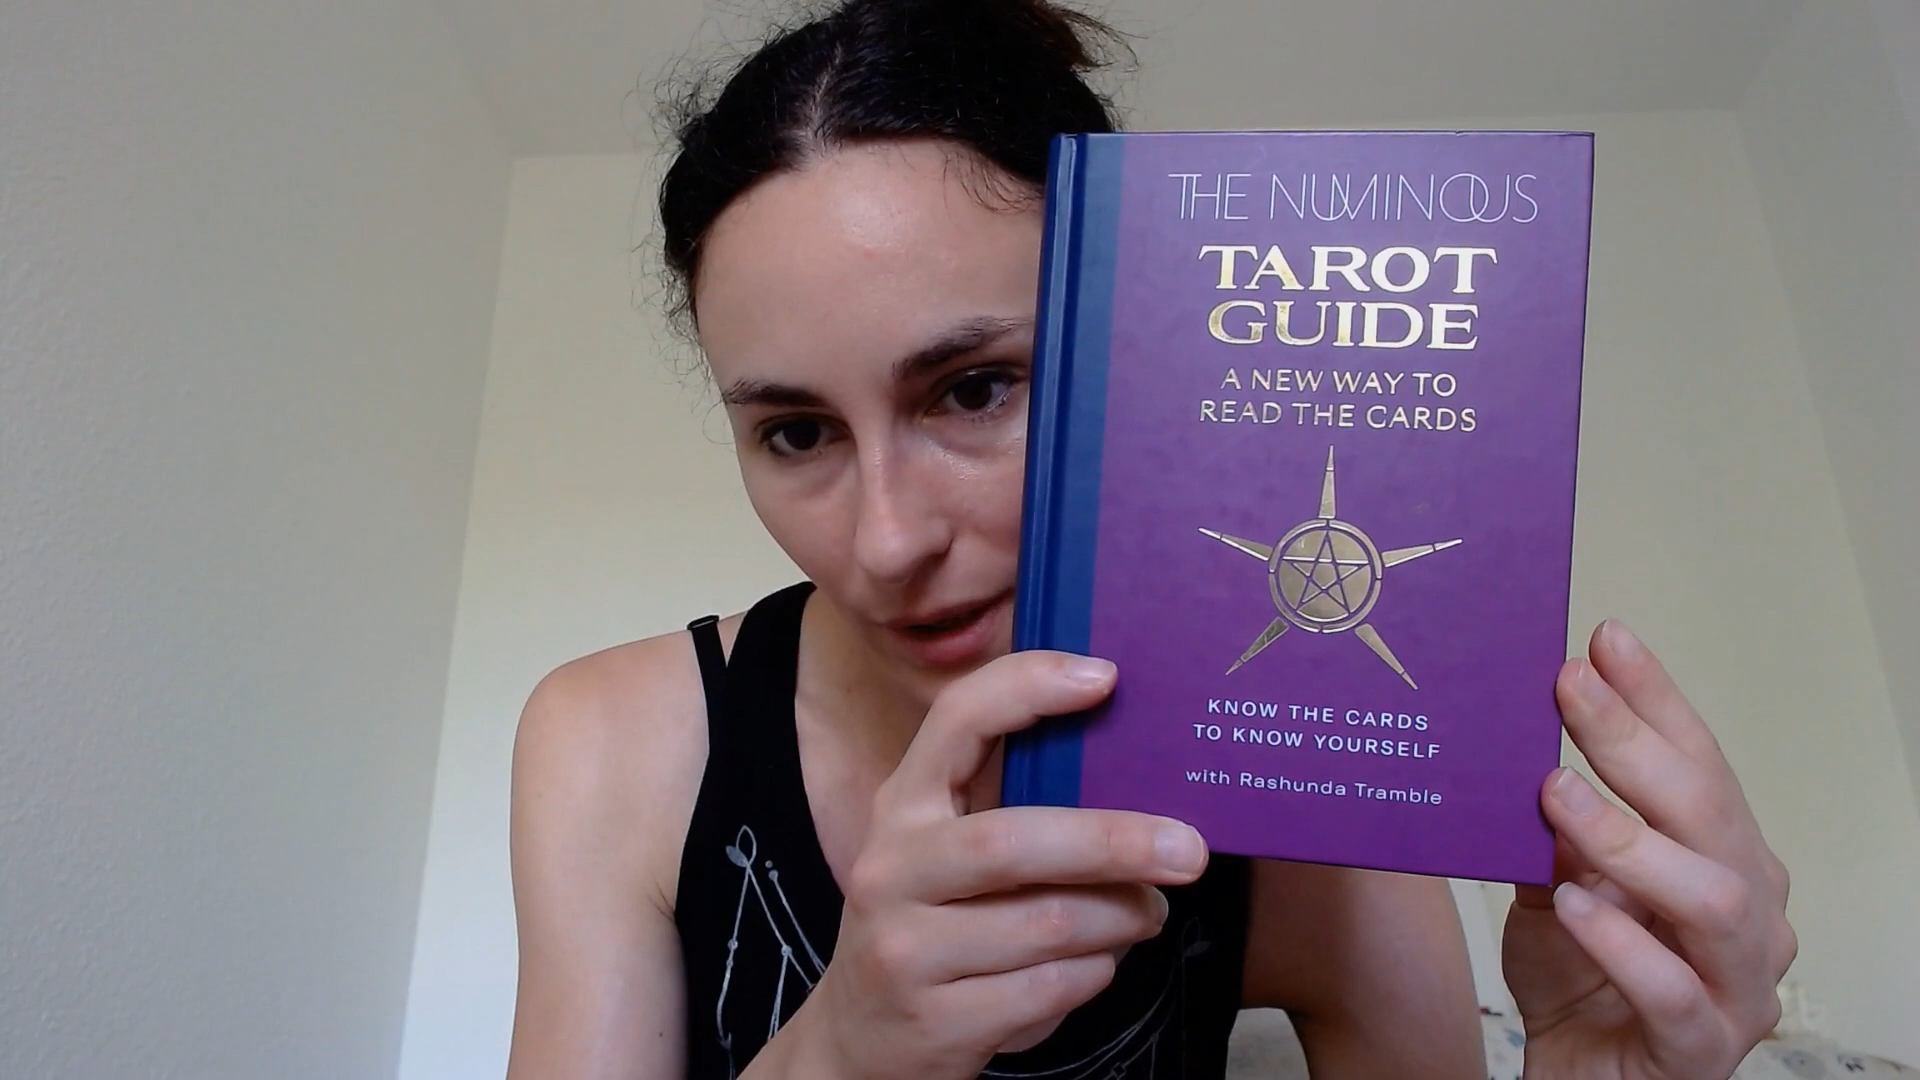 THE NUMINOUS
TAROT
GUIDE
A NEW WAY TO
READ THE CARDS
KNOW THE CARDS
TO KNOW YOURSELF
with Rashunda Tramble